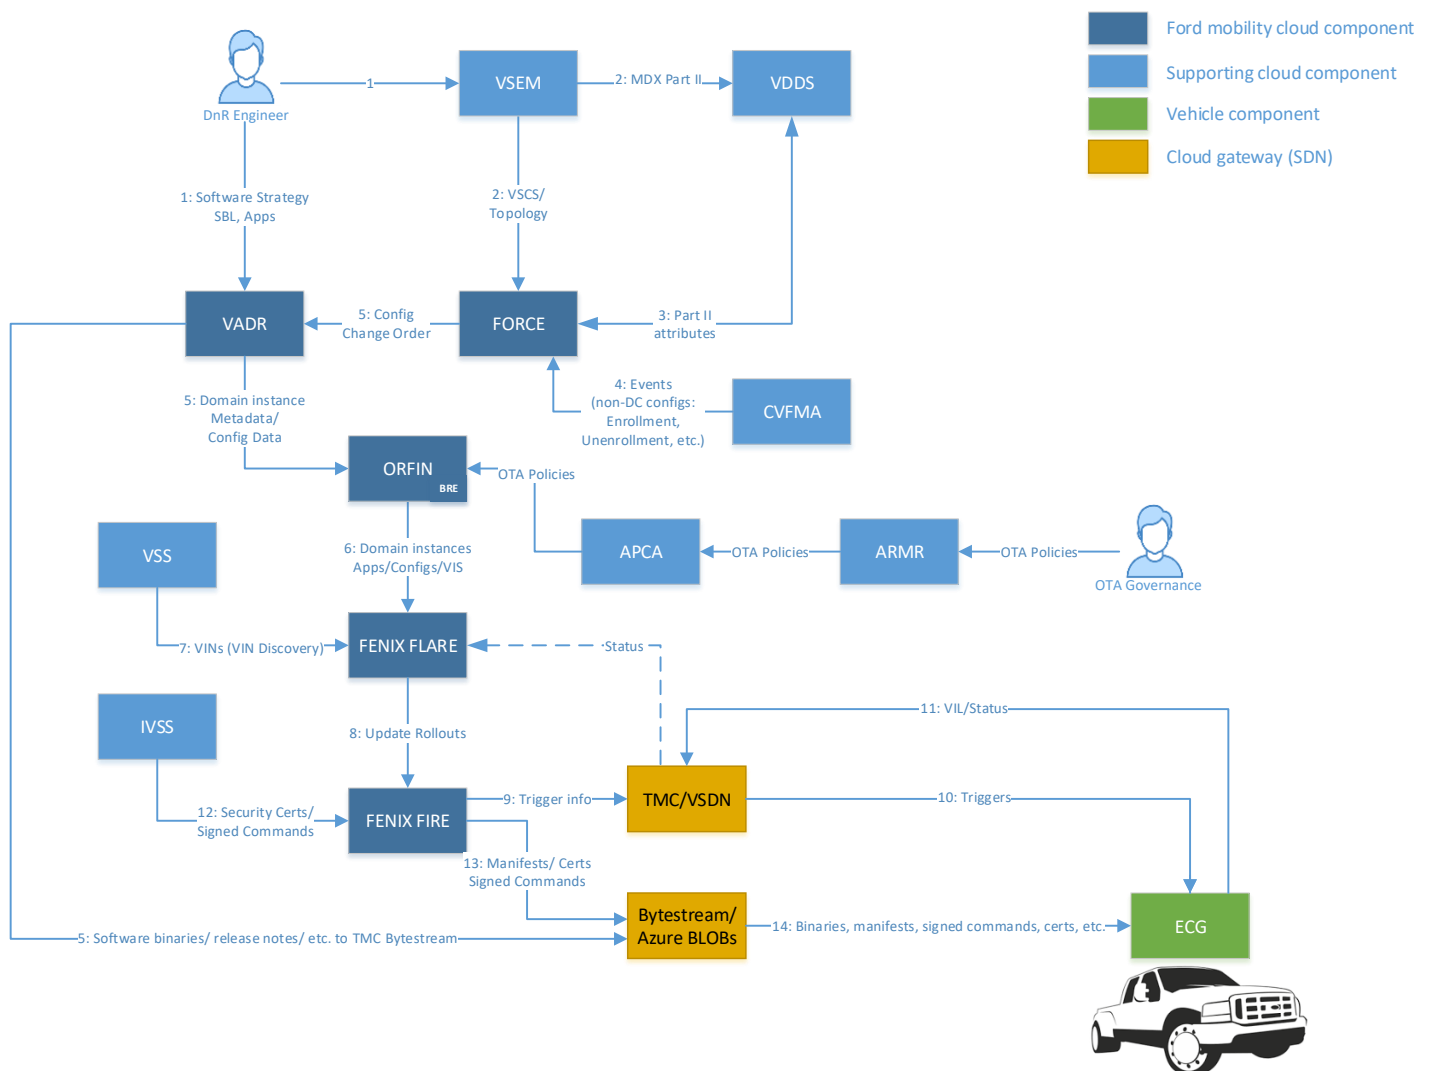 Ford mobility cloud component
Supporting cloud component
Vehicle component
Cloud gateway (SDN)
DnR Engineer
1
VSEM
2: MDX Part II
VDDS
1: Software Strategy
SBL, Apps
2: VSCS/
Topology
VADR
5: Config
Change Order
FORCE
3: Part II
attributes
4: Events
(non-DC configs:
Enrollment,
Unenrollment, etc.)
CVFMA
5: Domain instance
Metadata/
Config Data
ORFIN
BRE
OTA Policies
VSS
6: Domain instances
Apps/Configs/VIS
APCA
OTA Policies
ARMR
OTA Policies
OTA Governance
7: VINs (VIN Discovery)
FENIX FLARE
Status
IVSS
8: Update Rollouts
11: VIL/Status
12: Security Certs/
Signed Commands
FENIX FIRE
9: Trigger info
TMC/VSDN
10: Triggers
13: Manifests/ Certs
Signed Commands
5: Software binaries/ release notes/ etc. to TMC Bytestream
Bytestream/
Azure BLOBs
14: Binaries, manifests, signed commands, certs, etc.
ECG